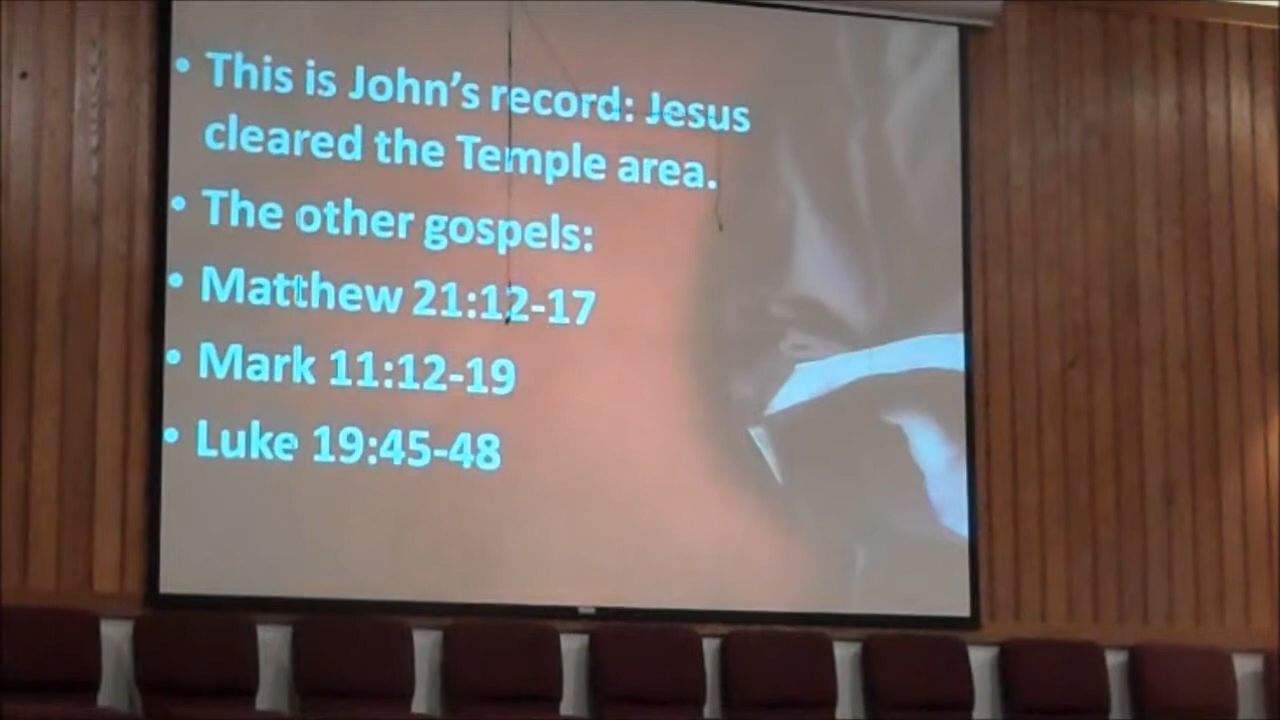 • This is John's record: Jesus
cleared the Temple area.
• The other gospels:
• Matthew 21:12-17
• Mark 11:12-19
• Luke 19:45-48